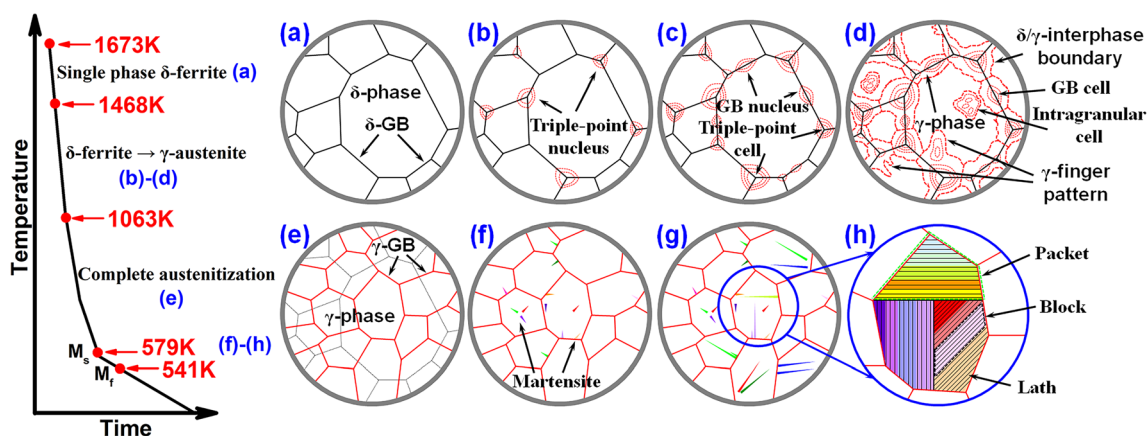 Temperature
Time
1673K
Single phase δ-ferrite (a)
1468K
δ-ferrite → γ-austenite
(b)-(d)
1063K
Complete austenitization
(e)
Ms
579K
Mf
541K
(f)-(h)
(a)
δ-phase
δ-GB
(b)
Triple-point
nucleus
(c)
GB nucleus
Triple-point
cell
(d)
γ-phase
δ/γ-interphase
boundary
GB cell
Intragranular
cell
γ-finger
pattern
(e)
γ-GB
γ-phase
(f)
Martensite
(g)
(h)
Packet
Block
Lath